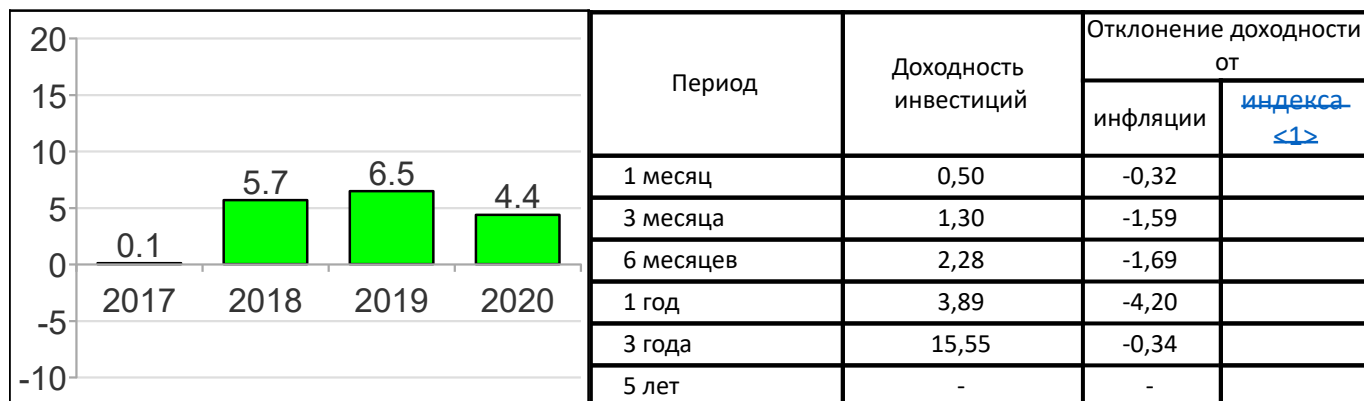 20
15
10
5
0
-5
-10
0.1
5.7
6.5
4.4
2017 2018 2019 2020
Период
Доходность
инвестиций
Отклонение доходности
от
инфляции
индекса
<1>
1 месяц 0,50 -0,32
3 месяца 1,30 -1,59
6 месяцев 2,28 -1,69
1 год 3,89 -4,20
3 года 15,55 -0,34
5 лет - -